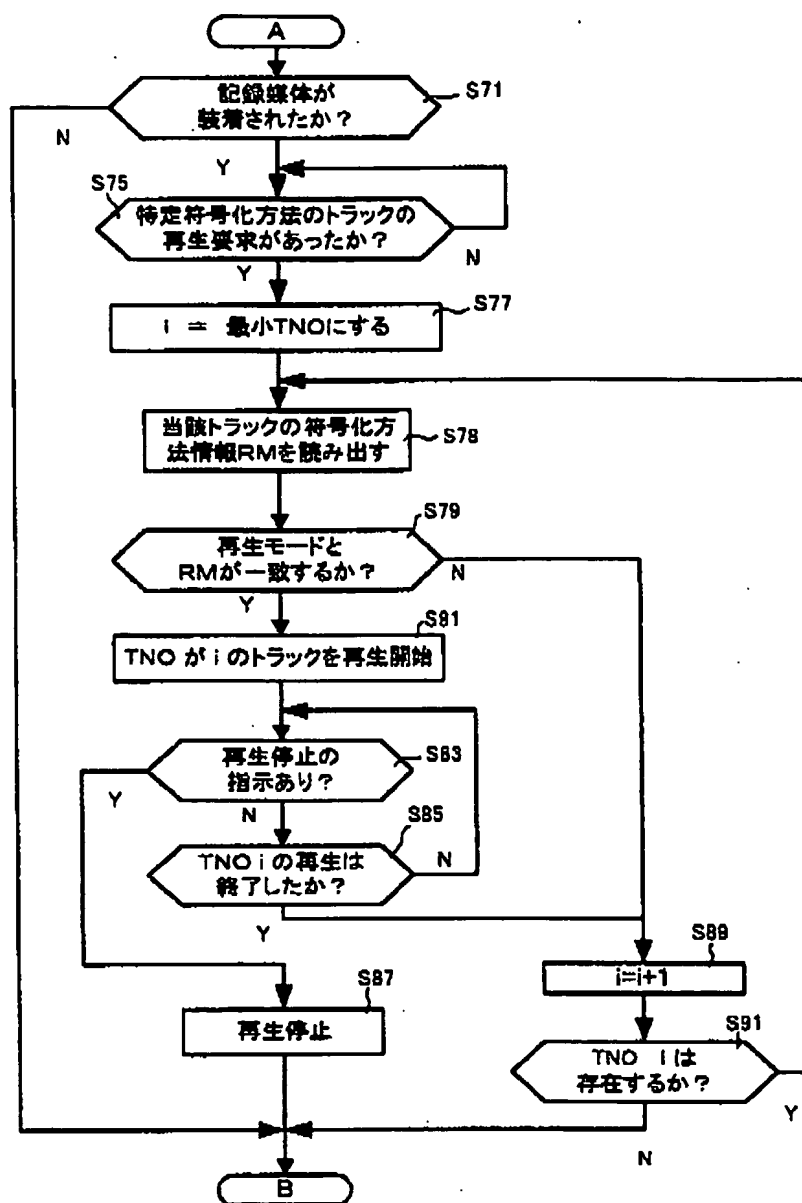 A
記録媒体が
装着されたか？
S71
N
Y
S75
特定符号化方法のトラックの
再生要求があったか？
N
Y
S77
i ＝ 最小TNOにする
当該トラックの符号化方
法情報RMを読み出す
S78
S79
再生モードと
RMが一致するか？
N
Y
S81
TNO が i のトラックを再生開始
再生停止の
指示あり？
S83
Y
N
S85
TNO i の再生は
終了したか？
N
Y
S89
i=i+1
S87
再生停止
S91
TNO i は
存在するか？
Y
N
B